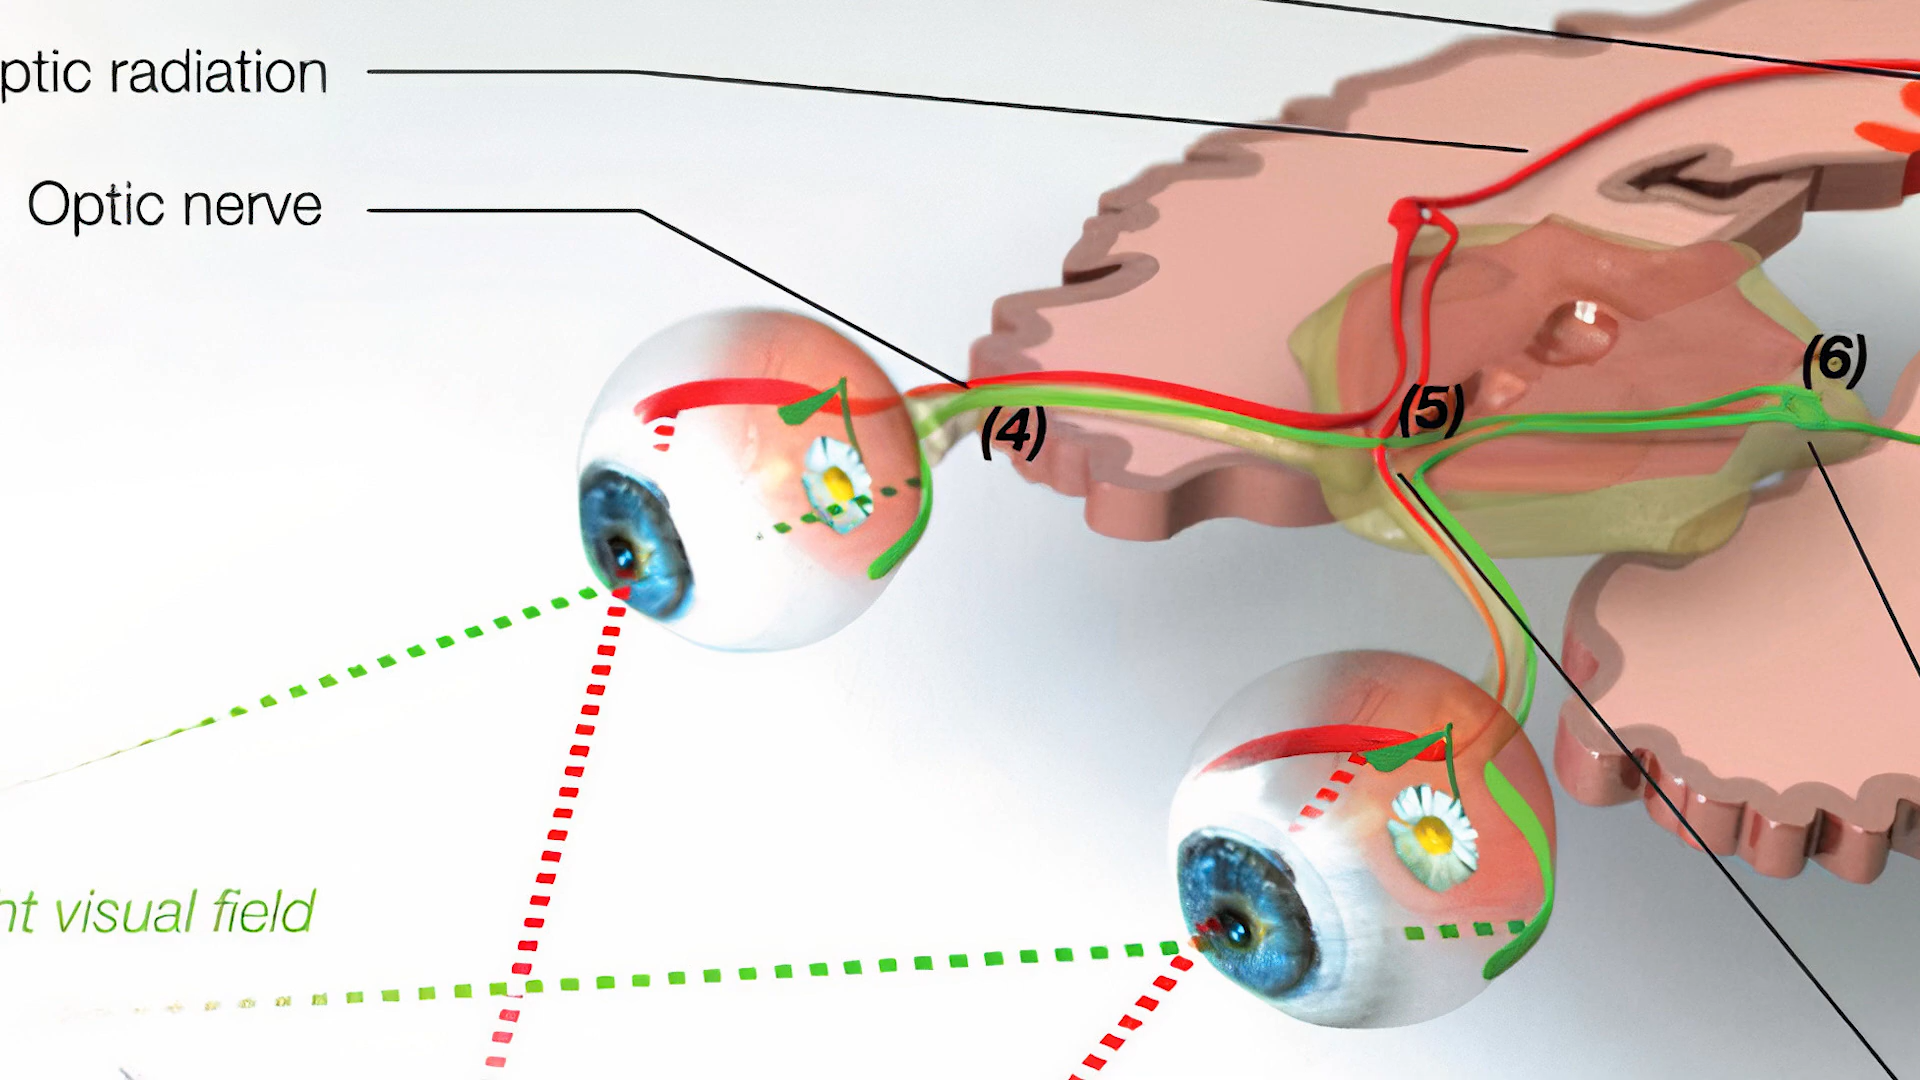 ptic radiation
Optic nerve
(6)
(5)
(4)
ht visual field